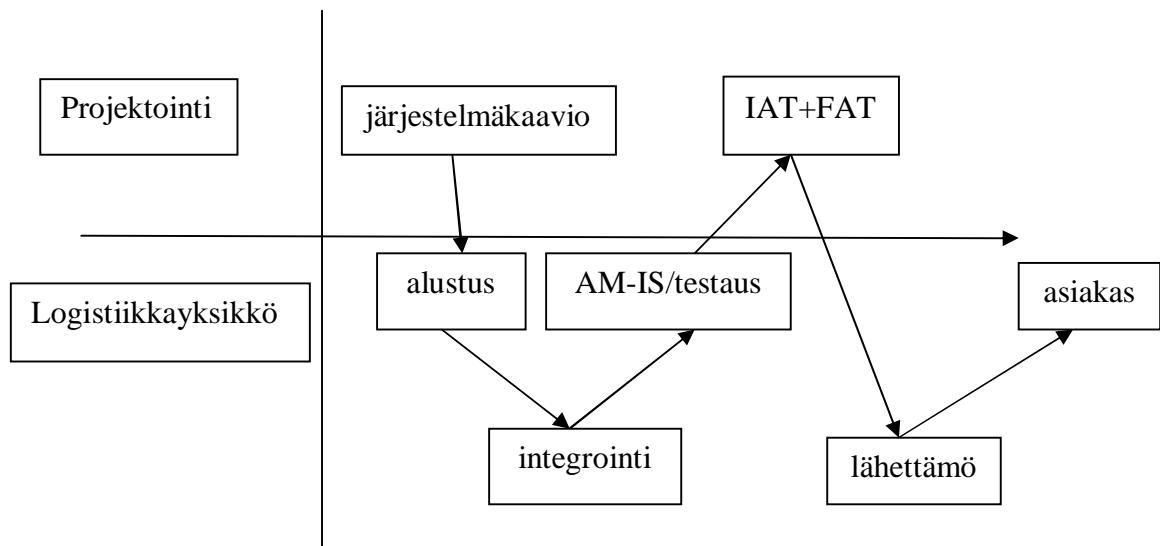 Projektointi
järjestelmäkaavio
IAT+FAT
Logistiikkayksikkö
alustus
AM-IS/testaus
asiakas
integrointi
lähettämö